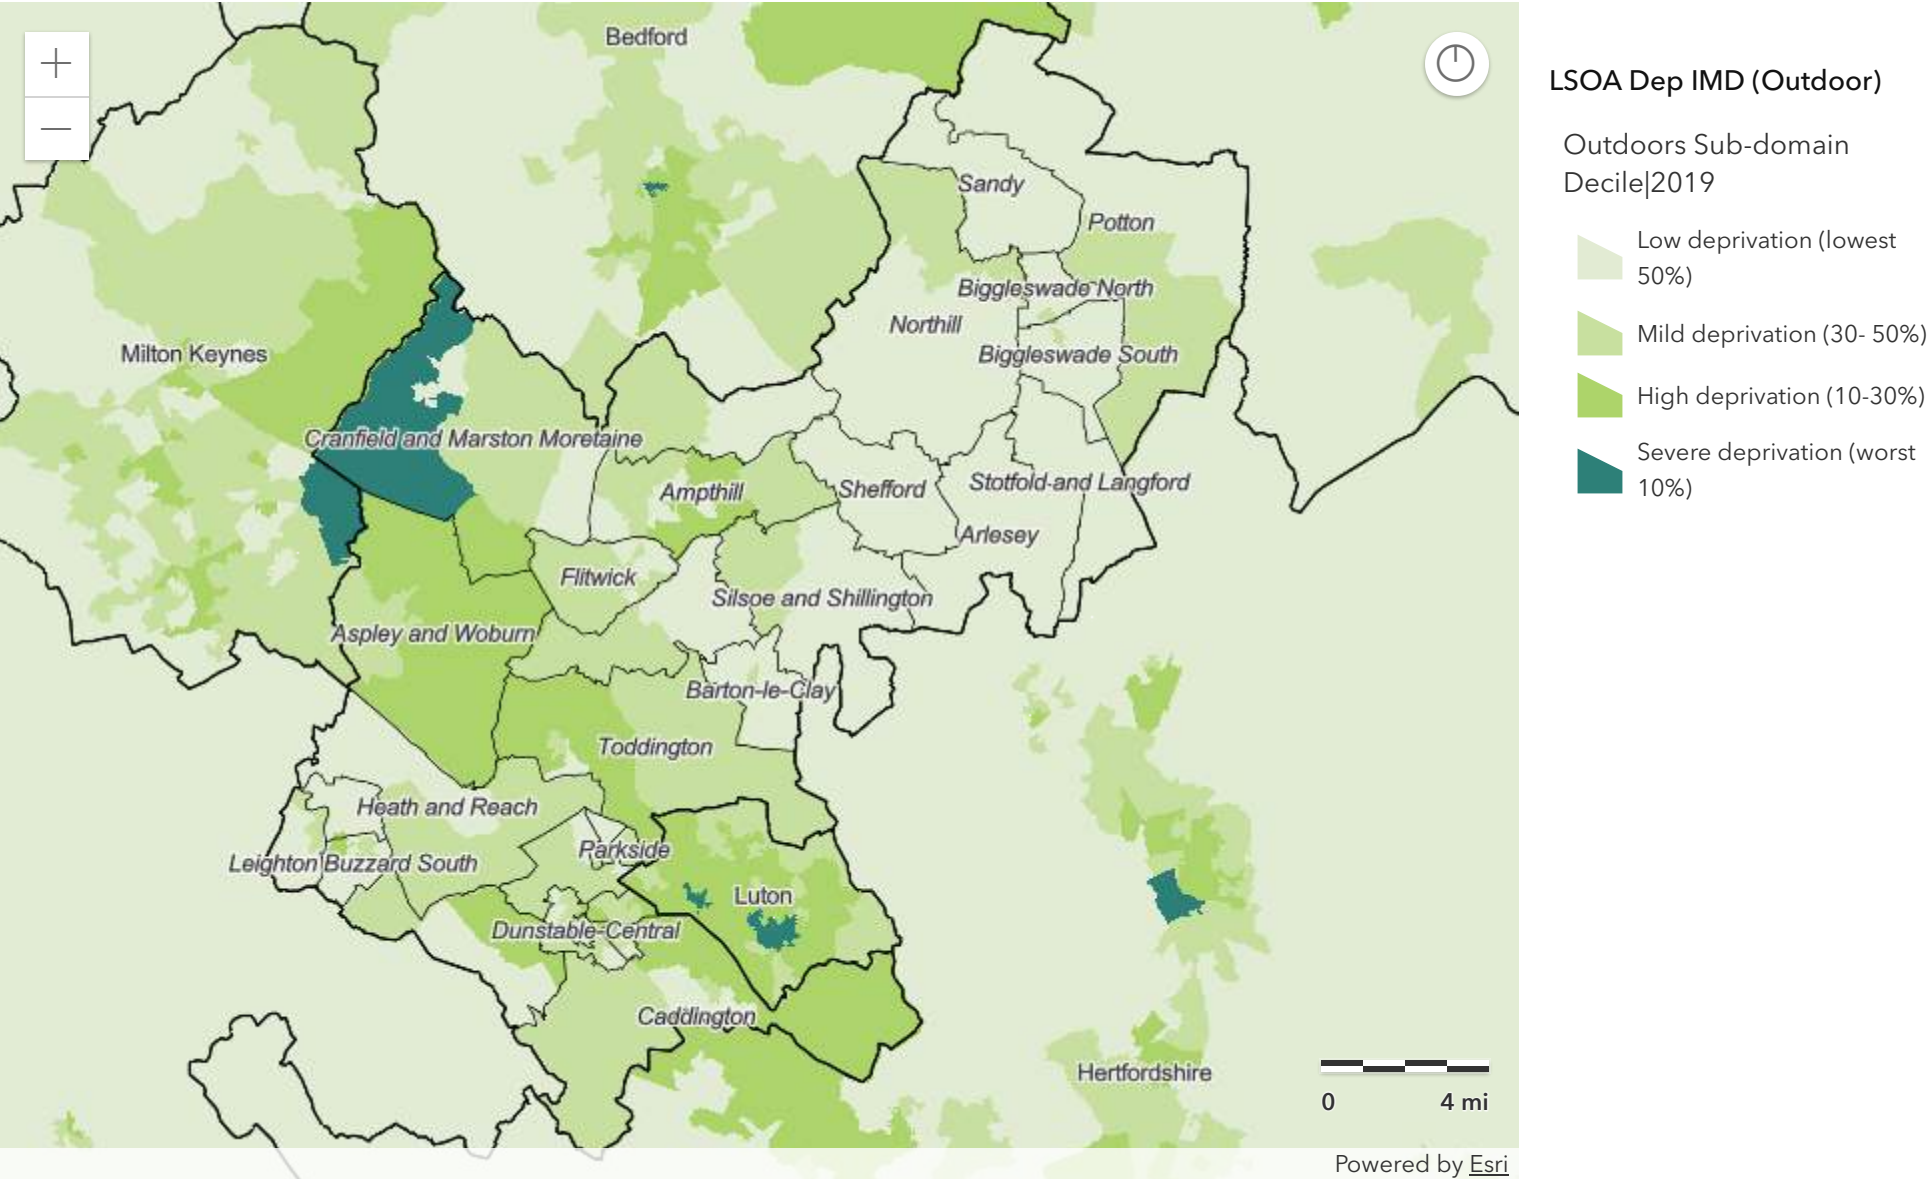 Bedford
Sandy
Potton
Biggleswade North
Northill
Milton Keynes
Biggleswade South
Cranfield and Marston Moretaine
Ampthill
Shefford
Stotfold and Langford
Arlesey
Flitwick
Silsoe and Shillington
Aspley and Woburn
Barton-le-Clay
Toddington
Heath and Reach
Parkside
Leighton Buzzard South
Luton
Dunstable-Central
Caddington
Hertfordshire
0 4 mi
Powered by Esri
LSOA Dep IMD (Outdoor)
Outdoors Sub-domain
Decile|2019
Low deprivation (lowest
50%)
Mild deprivation (30- 50%)
High deprivation (10-30%)
Severe deprivation (worst
10%)